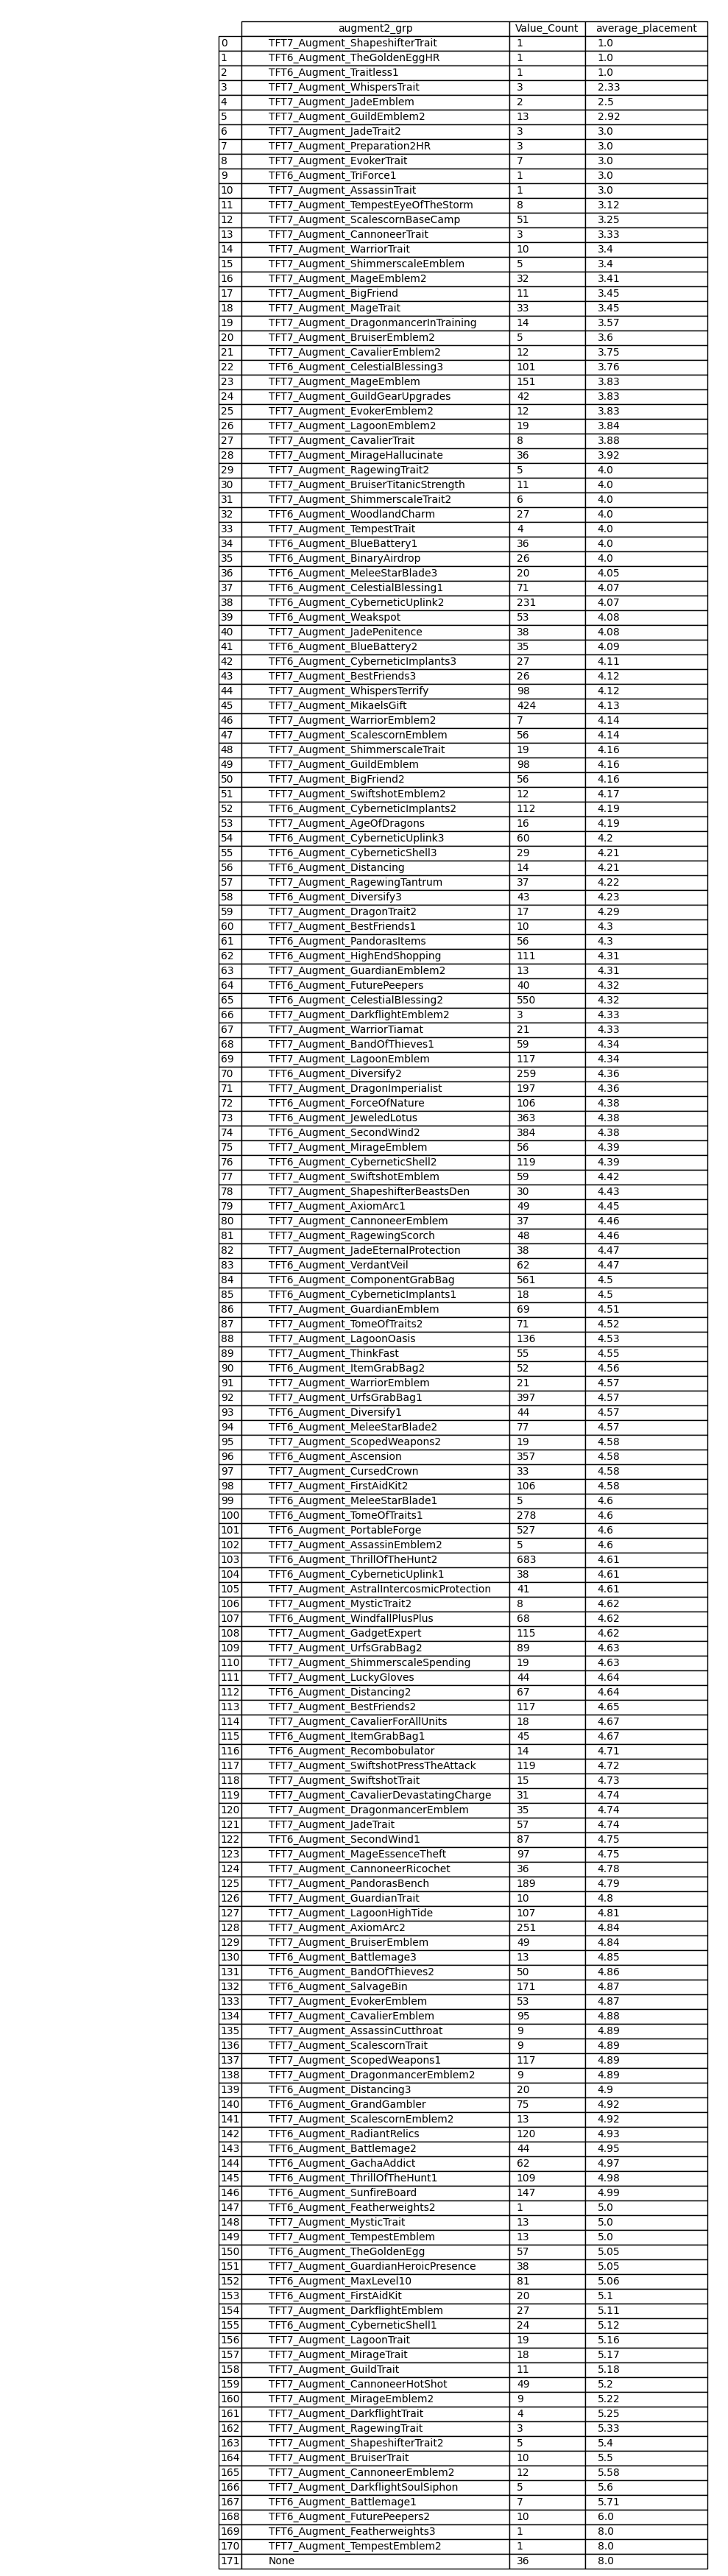 augment2_grp Value_Count average_placement
0 TFT7_Augment_ShapeshifterTrait 1 1.0
1 TFT6_Augment_TheGoldenEggHR 1 1.0
2 TFT6_Augment_Traitless1 1 1.0
3 TFT7_Augment_WhispersTrait 3 2.33
4 TFT7_Augment_JadeEmblem 2 2.5
5 TFT7_Augment_GuildEmblem2 13 2.92
6 TFT7_Augment_JadeTrait2 3 3.0
7 TFT7_Augment_Preparation2HR 3 3.0
8 TFT7_Augment_EvokerTrait 7 3.0
9 TFT6_Augment_TriForce1 1 3.0
10 TFT7_Augment_AssassinTrait 1 3.0
11 TFT7_Augment_TempestEyeOfTheStorm 8 3.12
12 TFT7_Augment_ScalescornBaseCamp 51 3.25
13 TFT7_Augment_CannoneerTrait 3 3.33
14 TFT7_Augment_WarriorTrait 10 3.4
15 TFT7_Augment_ShimmerscaleEmblem 5 3.4
16 TFT7_Augment_MageEmblem2 32 3.41
17 TFT7_Augment_BigFriend 11 3.45
18 TFT7_Augment_MageTrait 33 3.45
19 TFT7_Augment_DragonmancerInTraining 14 3.57
20 TFT7_Augment_BruiserEmblem2 5 3.6
21 TFT7_Augment_CavalierEmblem2 12 3.75
22 TFT6_Augment_CelestialBlessing3 101 3.76
23 TFT7_Augment_MageEmblem 151 3.83
24 TFT7_Augment_GuildGearUpgrades 42 3.83
25 TFT7_Augment_EvokerEmblem2 12 3.83
26 TFT7_Augment_LagoonEmblem2 19 3.84
27 TFT7_Augment_CavalierTrait 8 3.88
28 TFT7_Augment_MirageHallucinate 36 3.92
29 TFT7_Augment_RagewingTrait2 5 4.0
30 TFT7_Augment_BruiserTitanicStrength 11 4.0
31 TFT7_Augment_ShimmerscaleTrait2 6 4.0
32 TFT6_Augment_WoodlandCharm 27 4.0
33 TFT7_Augment_TempestTrait 4 4.0
34 TFT6_Augment_BlueBattery1 36 4.0
35 TFT6_Augment_BinaryAirdrop 26 4.0
36 TFT6_Augment_MeleeStarBlade3 20 4.05
37 TFT6_Augment_CelestialBlessing1 71 4.07
38 TFT6_Augment_CyberneticUplink2 231 4.07
39 TFT6_Augment_Weakspot 53 4.08
40 TFT7_Augment_JadePenitence 38 4.08
41 TFT6_Augment_BlueBattery2 35 4.09
42 TFT6_Augment_CyberneticImplants3 27 4.11
43 TFT7_Augment_BestFriends3 26 4.12
44 TFT7_Augment_WhispersTerrify 98 4.12
45 TFT7_Augment_MikaelsGift 424 4.13
46 TFT7_Augment_WarriorEmblem2 7 4.14
47 TFT7_Augment_ScalescornEmblem 56 4.14
48 TFT7_Augment_ShimmerscaleTrait 19 4.16
49 TFT7_Augment_GuildEmblem 98 4.16
50 TFT7_Augment_BigFriend2 56 4.16
51 TFT7_Augment_SwiftshotEmblem2 12 4.17
52 TFT6_Augment_CyberneticImplants2 112 4.19
53 TFT7_Augment_AgeOfDragons 16 4.19
54 TFT6_Augment_CyberneticUplink3 60 4.2
55 TFT6_Augment_CyberneticShell3 29 4.21
56 TFT6_Augment_Distancing 14 4.21
57 TFT7_Augment_RagewingTantrum 37 4.22
58 TFT6_Augment_Diversify3 43 4.23
59 TFT7_Augment_DragonTrait2 17 4.29
60 TFT7_Augment_BestFriends1 10 4.3
61 TFT6_Augment_PandorasItems 56 4.3
62 TFT6_Augment_HighEndShopping 111 4.31
63 TFT7_Augment_GuardianEmblem2 13 4.31
64 TFT6_Augment_FuturePeepers 40 4.32
65 TFT6_Augment_CelestialBlessing2 550 4.32
66 TFT7_Augment_DarkflightEmblem2 3 4.33
67 TFT7_Augment_WarriorTiamat 21 4.33
68 TFT7_Augment_BandOfThieves1 59 4.34
69 TFT7_Augment_LagoonEmblem 117 4.34
70 TFT6_Augment_Diversify2 259 4.36
71 TFT7_Augment_DragonImperialist 197 4.36
72 TFT6_Augment_ForceOfNature 106 4.38
73 TFT6_Augment_JeweledLotus 363 4.38
74 TFT6_Augment_SecondWind2 384 4.38
75 TFT7_Augment_MirageEmblem 56 4.39
76 TFT6_Augment_CyberneticShell2 119 4.39
77 TFT7_Augment_SwiftshotEmblem 59 4.42
78 TFT7_Augment_ShapeshifterBeastsDen 30 4.43
79 TFT7_Augment_AxiomArc1 49 4.45
80 TFT7_Augment_CannoneerEmblem 37 4.46
81 TFT7_Augment_RagewingScorch 48 4.46
82 TFT7_Augment_JadeEternalProtection 38 4.47
83 TFT6_Augment_VerdantVeil 62 4.47
84 TFT6_Augment_ComponentGrabBag 561 4.5
85 TFT6_Augment_CyberneticImplants1 18 4.5
86 TFT7_Augment_GuardianEmblem 69 4.51
87 TFT7_Augment_TomeOfTraits2 71 4.52
88 TFT7_Augment_LagoonOasis 136 4.53
89 TFT7_Augment_ThinkFast 55 4.55
90 TFT6_Augment_ItemGrabBag2 52 4.56
91 TFT7_Augment_WarriorEmblem 21 4.57
92 TFT7_Augment_UrfsGrabBag1 397 4.57
93 TFT6_Augment_Diversify1 44 4.57
94 TFT6_Augment_MeleeStarBlade2 77 4.57
95 TFT7_Augment_ScopedWeapons2 19 4.58
96 TFT6_Augment_Ascension 357 4.58
97 TFT7_Augment_CursedCrown 33 4.58
98 TFT7_Augment_FirstAidKit2 106 4.58
99 TFT6_Augment_MeleeStarBlade1 5 4.6
100 TFT6_Augment_TomeOfTraits1 278 4.6
101 TFT6_Augment_PortableForge 527 4.6
102 TFT7_Augment_AssassinEmblem2 5 4.6
103 TFT6_Augment_ThrillOfTheHunt2 683 4.61
104 TFT6_Augment_CyberneticUplink1 38 4.61
105 TFT7_Augment_AstralIntercosmicProtection 41 4.61
106 TFT7_Augment_MysticTrait2 8 4.62
107 TFT6_Augment_WindfallPlusPlus 68 4.62
108 TFT7_Augment_GadgetExpert 115 4.62
109 TFT7_Augment_UrfsGrabBag2 89 4.63
110 TFT7_Augment_ShimmerscaleSpending 19 4.63
111 TFT7_Augment_LuckyGloves 44 4.64
112 TFT6_Augment_Distancing2 67 4.64
113 TFT7_Augment_BestFriends2 117 4.65
114 TFT7_Augment_CavalierForAllUnits 18 4.67
115 TFT6_Augment_ItemGrabBag1 45 4.67
116 TFT6_Augment_Recombobulator 14 4.71
117 TFT7_Augment_SwiftshotPressTheAttack 119 4.72
118 TFT7_Augment_SwiftshotTrait 15 4.73
119 TFT7_Augment_CavalierDevastatingCharge 31 4.74
120 TFT7_Augment_DragonmancerEmblem 35 4.74
121 TFT7_Augment_JadeTrait 57 4.74
122 TFT6_Augment_SecondWind1 87 4.75
123 TFT7_Augment_MageEssenceTheft 97 4.75
124 TFT7_Augment_CannoneerRicochet 36 4.78
125 TFT7_Augment_PandorasBench 189 4.79
126 TFT7_Augment_GuardianTrait 10 4.8
127 TFT7_Augment_LagoonHighTide 107 4.81
128 TFT7_Augment_AxiomArc2 251 4.84
129 TFT7_Augment_BruiserEmblem 49 4.84
130 TFT6_Augment_Battlemage3 13 4.85
131 TFT6_Augment_BandOfThieves2 50 4.86
132 TFT6_Augment_SalvageBin 171 4.87
133 TFT7_Augment_EvokerEmblem 53 4.87
134 TFT7_Augment_CavalierEmblem 95 4.88
135 TFT7_Augment_AssassinCutthroat 9 4.89
136 TFT7_Augment_ScalescornTrait 9 4.89
137 TFT7_Augment_ScopedWeapons1 117 4.89
138 TFT7_Augment_DragonmancerEmblem2 9 4.89
139 TFT6_Augment_Distancing3 20 4.9
140 TFT6_Augment_GrandGambler 75 4.92
141 TFT7_Augment_ScalescornEmblem2 13 4.92
142 TFT6_Augment_RadiantRelics 120 4.93
143 TFT6_Augment_Battlemage2 44 4.95
144 TFT6_Augment_GachaAddict 62 4.97
145 TFT6_Augment_ThrillOfTheHunt1 109 4.98
146 TFT6_Augment_SunfireBoard 147 4.99
147 TFT6_Augment_Featherweights2 1 5.0
148 TFT7_Augment_MysticTrait 13 5.0
149 TFT7_Augment_TempestEmblem 13 5.0
150 TFT6_Augment_TheGoldenEgg 57 5.05
151 TFT7_Augment_GuardianHeroicPresence 38 5.05
152 TFT6_Augment_MaxLevel10 81 5.06
153 TFT6_Augment_FirstAidKit 20 5.1
154 TFT7_Augment_DarkflightEmblem 27 5.11
155 TFT6_Augment_CyberneticShell1 24 5.12
156 TFT7_Augment_LagoonTrait 19 5.16
157 TFT7_Augment_MirageTrait 18 5.17
158 TFT7_Augment_GuildTrait 11 5.18
159 TFT7_Augment_CannoneerHotShot 49 5.2
160 TFT7_Augment_MirageEmblem2 9 5.22
161 TFT7_Augment_DarkflightTrait 4 5.25
162 TFT7_Augment_RagewingTrait 3 5.33
163 TFT7_Augment_ShapeshifterTrait2 5 5.4
164 TFT7_Augment_BruiserTrait 10 5.5
165 TFT7_Augment_CannoneerEmblem2 12 5.58
166 TFT7_Augment_DarkflightSoulSiphon 5 5.6
167 TFT6_Augment_Battlemage1 7 5.71
168 TFT6_Augment_FuturePeepers2 10 6.0
169 TFT6_Augment_Featherweights3 1 8.0
170 TFT7_Augment_TempestEmblem2 1 8.0
171 None 36 8.0